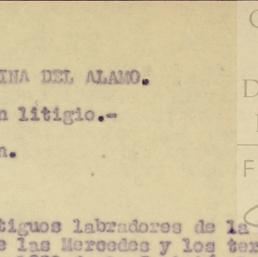 INA DEL ALAMO.
n litigio.-
n.
tiguos labradores de la
e las Mercedes y los ter